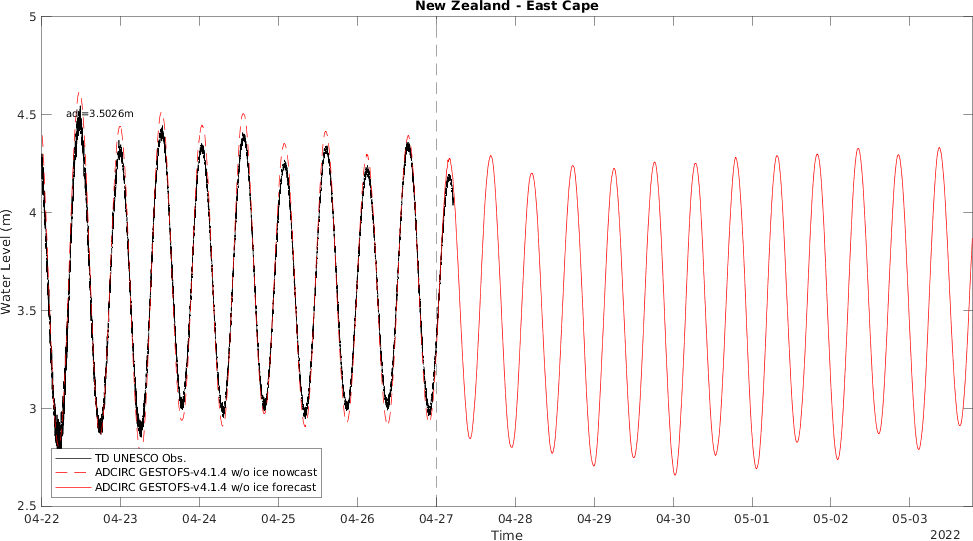 New Zealand - East Cape
5
4.5
4
3.5
3
2.5
Water Level (m)
adj=3.5026m
TD UNESCO Obs.
ADCIRC GESTOFS-v4.1.4 w/o ice nowcast
ADCIRC GESTOFS-v4.1.4 w/o ice forecast
04-22 04-23 04-24 04-25 04-26 04-27 04-28 04-29 04-30 05-01 05-02 05-03
Time
2022